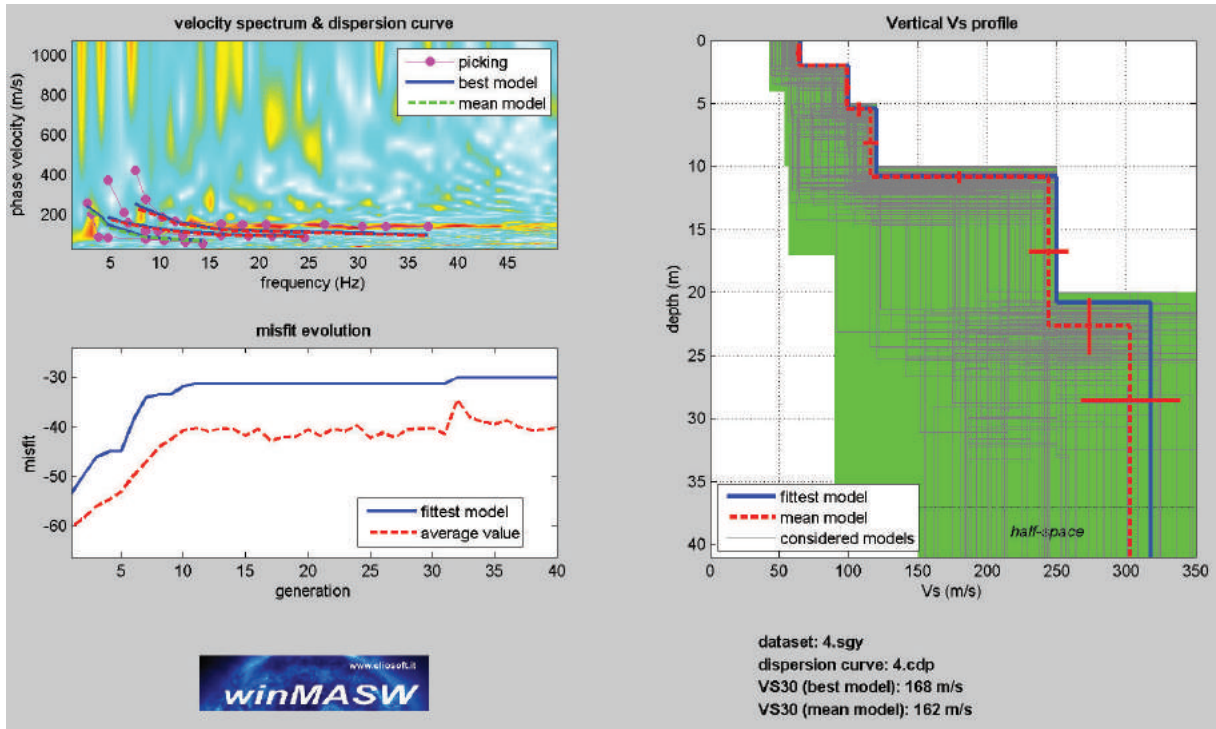 velocity spectrum & dispersion curve
1000
800
600
400
200
phase velocity (m/s)
picking
best model
mean model
5 10 15 20 25 30 35 40 45
frequency (Hz)
misfit evolution
-30
-40
-50
-60
misfit
fittest model
average value
5 10 15 20 25 30 35 40
generation
www.eliosoft.it
winMASW
Vertical Vs profile
0
5
10
15
20
25
30
35
40
depth (m)
fittest model
mean model
considered models
half-space
0 50 100 150 200 250 300 350
Vs (m/s)
dataset: 4.sgy
dispersion curve: 4.cdp
VS30 (best model): 168 m/s
VS30 (mean model): 162 m/s